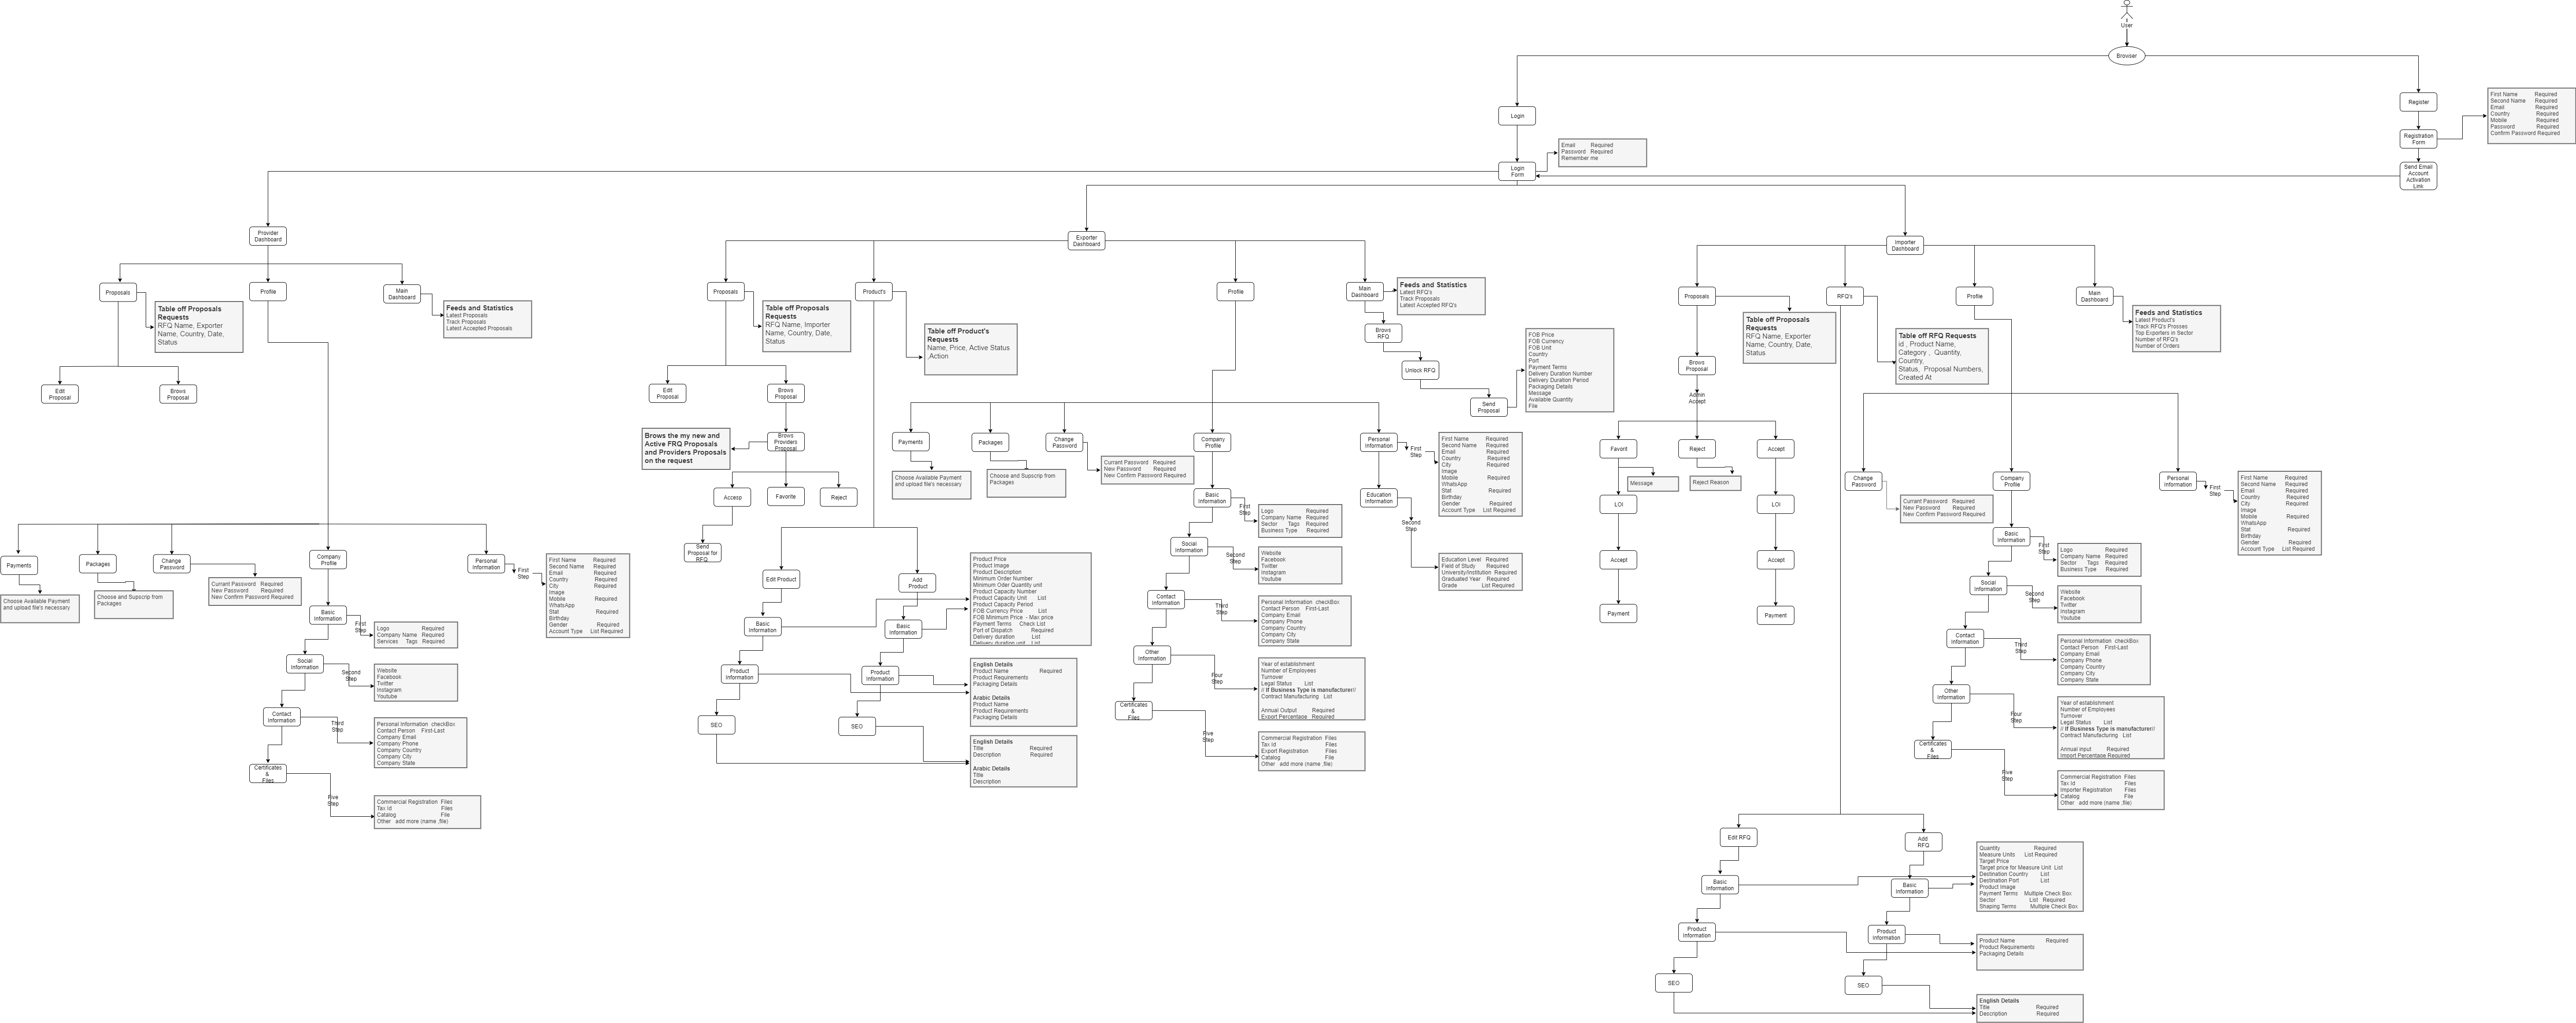 User
Browser
Login
Register
First Name Required
Second Name Required
Email Required
Country Required
Mobile Required
Password Required
Confirm Password Required
Registration
Form
Send Email
Account
Activation
Link
Email Required
Password Required
Remember me
Login
Form
Provider
Dashboard
Proposals
Table off Proposals
Requests
RFQ Name, Exporter
Name, Country, Date,
Status
Profile
Main
Dashboard
Feeds and Statistics
Latest Proposals
Track Proposals
Latest Accepted Proposals
Edit
Proposal
Brows
Proposal
Payments
Choose Available Payment
and upload file's necessary
Packages
Choose and Supscrip from
Packages
Change
Password
Currant Password Required
New Password Required
New Confirm Password Required
Company
Profile
Personal
Information
First
Step
First Name Required
Second Name Required
Email Required
Country Required
City Required
Image
Mobile Required
WhatsApp
Stat Required
Birthday
Gender Required
Account Type List Required
Basic
Information
First
Step
Logo Required
Company Name Required
Services Tags Required
Social
Information
Second
Step
Website
Facebook
Twitter
Instagram
Youtube
Contact
Information
Third
Step
Personal Information checkBox
Contact Person First-Last
Company Email
Company Phone
Company Country
Company City
Company State
Certificates
&
Files
Five
Step
Commercial Registration Files
Tax Id Files
Catalog File
Other add more (name ,file)
Exporter
Dashboard
Proposals
Table off Proposals
Requests
RFQ Name, Importer
Name, Country, Date,
Status
Edit
Proposal
Brows
Proposal
Brows the my new and
Active FRQ Proposals
and Providers Proposals
on the request
Brows
Providers
Proposal
Accesp
Favorite
Reject
Send
Proposal for
RFQ
Product's
Table off Product's
Requests
Name, Price, Active Status
,Action
Edit Product
Add
Product
Basic
Information
Basic
Information
Product Price
Product Image
Product Description
Minimum Order Number
Minimum Oder Quantity unit
Product Capacity Number
Product Capacity Unit List
Product Capacity Period
FOB Currency Price List
FOB Minimum Price - Max price
Payment Terms Check List
Port of Dispatch Required
Delivery duration List
Delivery duration unit List
Product
Information
Product
Information
English Details
Product Name Required
Product Requirements
Packaging Details
Arabic Details
Product Name
Product Requirements
Packaging Details
SEO
SEO
English Details
Title Required
Description Required
Arabic Details
Title
Description
Profile
Payments
Choose Available Payment
and upload file's necessary
Packages
Choose and Supscrip from
Packages
Change
Password
Currant Password Required
New Password Required
New Confirm Password Required
Company
Profile
Basic
Information
First
Step
Logo Required
Company Name Required
Sector Tags Required
Business Type Required
Social
Information
Second
Step
Website
Facebook
Twitter
Instagram
Youtube
Contact
Information
Third
Step
Personal Information checkBox
Contact Person First-Last
Company Email
Company Phone
Company Country
Company City
Company State
Other
Information
Four
Step
Year of establishment
Number of Employees
Turnover
Legal Status List
// If Business Type is manufacturer//
Contract Manufacturing List
Annual Output Required
Export Percentage Required
Certificates
&
Files
Five
Step
Commercial Registration Files
Tax Id Files
Export Registration Files
Catalog File
Other add more (name ,file)
Personal
Information
First
Step
First Name Required
Second Name Required
Email Required
Country Required
City Required
Image
Mobile Required
WhatsApp
Stat Required
Birthday
Gender Required
Account Type List Required
Education
Information
Second
Step
Education Level Required
Field of Study Required
University/Institution Required
Graduated Year Required
Grade List Required
Main
Dashboard
Feeds and Statistics
Latest RFQ's
Track Proposals
Latest Accepted RFQ's
Brows
RFQ
Unlock RFQ
Send
Proposal
FOB Price
FOB Currency
FOB Unit
Country
Port
Payment Terms
Delivery Duration Number
Delivery Duration Period
Packaging Details
Message
Available Quantity
File
Importer
Dashboard
Proposals
Table off Proposals
Requests
RFQ Name, Exporter
Name, Country, Date,
Status
Brows
Proposal
Admin
Accept
Favorit
Message
Reject
Reject Reason
Accept
LOI
LOI
Accept
Accept
Payment
Payment
RFQ's
Table off RFQ Requests
id , Product Name,
Category , Quantity,
Country,
Status, Proposal Numbers,
Created At
Profile
Main
Dashboard
Feeds and Statistics
Latest Product's
Track RFQ's Prosses
Top Exporters in Sector
Number of RFQ's
Number of Orders
Change
Password
Currant Password Required
New Password Required
New Confirm Password Required
Company
Profile
Personal
Information
First
Step
First Name Required
Second Name Required
Email Required
Country Required
City Required
Image
Mobile Required
WhatsApp
Stat Required
Birthday
Gender Required
Account Type List Required
Basic
Information
First
Step
Logo Required
Company Name Required
Sector Tags Required
Business Type Required
Social
Information
Second
Step
Website
Facebook
Twitter
Instagram
Youtube
Contact
Information
Third
Step
Personal Information checkBox
Contact Person First-Last
Company Email
Company Phone
Company Country
Company City
Company State
Other
Information
Four
Step
Year of establishment
Number of Employees
Turnover
Legal Status List
// If Business Type is manufacturer//
Contract Manufacturing List
Annual input Required
Import Percentage Required
Certificates
&
Files
Five
Step
Commercial Registration Files
Tax Id Files
Importer Registration Files
Catalog File
Other add more (name ,file)
Edit RFQ
Add
RFQ
Basic
Information
Basic
Information
Quantity Required
Measure Units List Required
Target Price
Target price for Measure Unit List
Destination Country List
Destination Port List
Product Image
Payment Terms Multiple Check Box
Sector List Required
Shaping Terms Multiple Check Box
Product
Information
Product
Information
Product Name Required
Product Requirements
Packaging Details
SEO
SEO
English Details
Title Required
Description Required